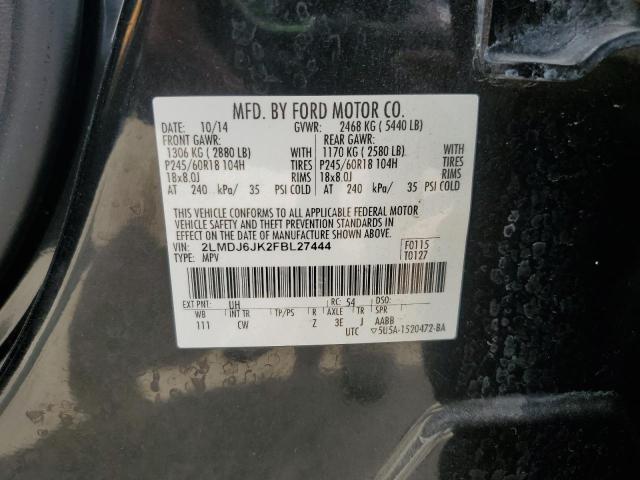 MFD. BY FORD MOTOR CO.
DATE: 10/14 GVWR: 2468 KG ( 5440 LB)
FRONT GAWR: REAR GAWR:
1306 KG ( 2880 LB) 1170 KG ( 2580 LB)
P245/60R18 104H TIRES P245/60R18 104H TIRES
18x8.0J RIMS 18x8.0J RIMS
AT 240 kPa/ 35 PSI COLD AT 240 kPa/ 35 PSI COLD
THIS VEHICLE CONFORMS TO ALL APPLICABLE FEDERAL MOTOR
VEHICLE SAFETY AND THEFT PREVENTION STANDARDS
IN EFFECT ON THE DATE OF MANUFACTURE SHOWN ABOVE.
VIN: 2LMDJ6JK2FBL27444 F0115
TYPE: MPV T0127
EXT PNT: UH RC: 54 DSO:
WB INT TR TP/PS R AXLE TR SPR
111 CW Z 3E J AABB
UTC ▽5U5A-1520472-BA